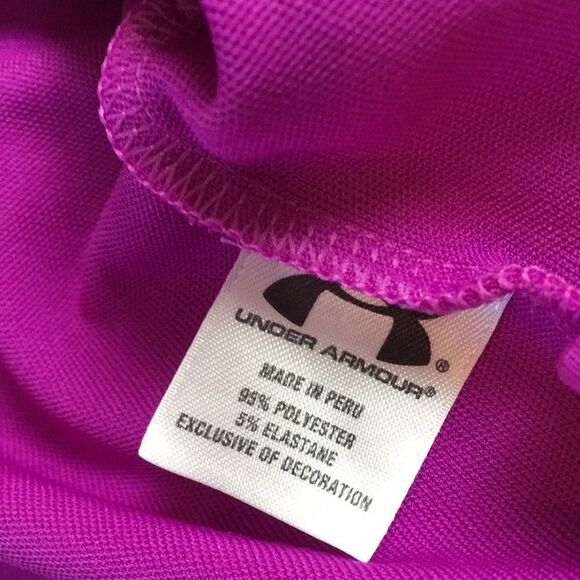 ®
UNDER ARMOUR®
MADE IN PERU
95% POLYESTER
5% ELASTANE
EXCLUSIVE OF DECORATION